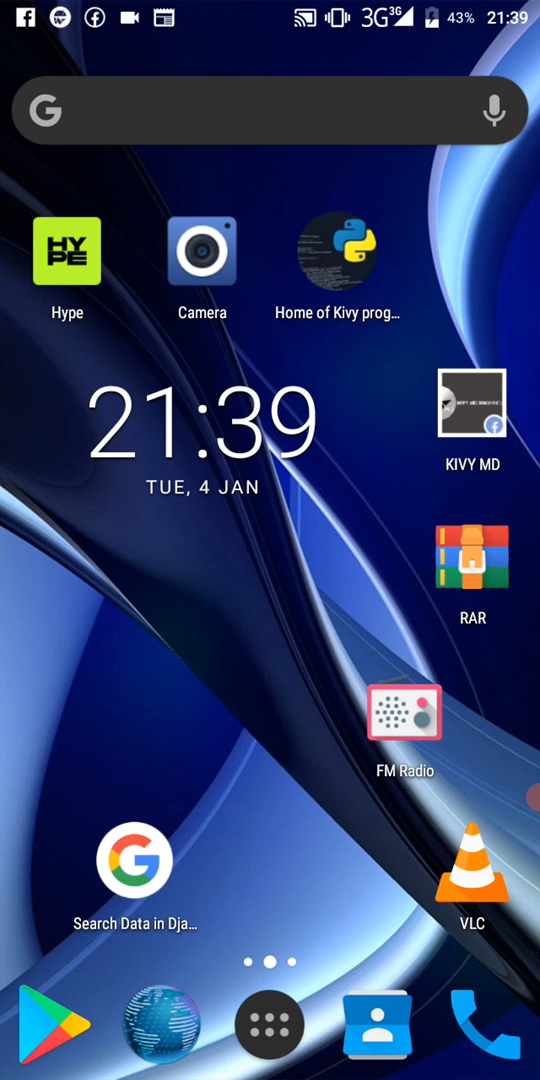 3G 3G 43% 21:39
HYPE
Hype
Camera
Home of Kivy prog...
21:39
TUE, 4 JAN
KIVY MD
RAR
FM Radio
Search Data in Dja...
VLC